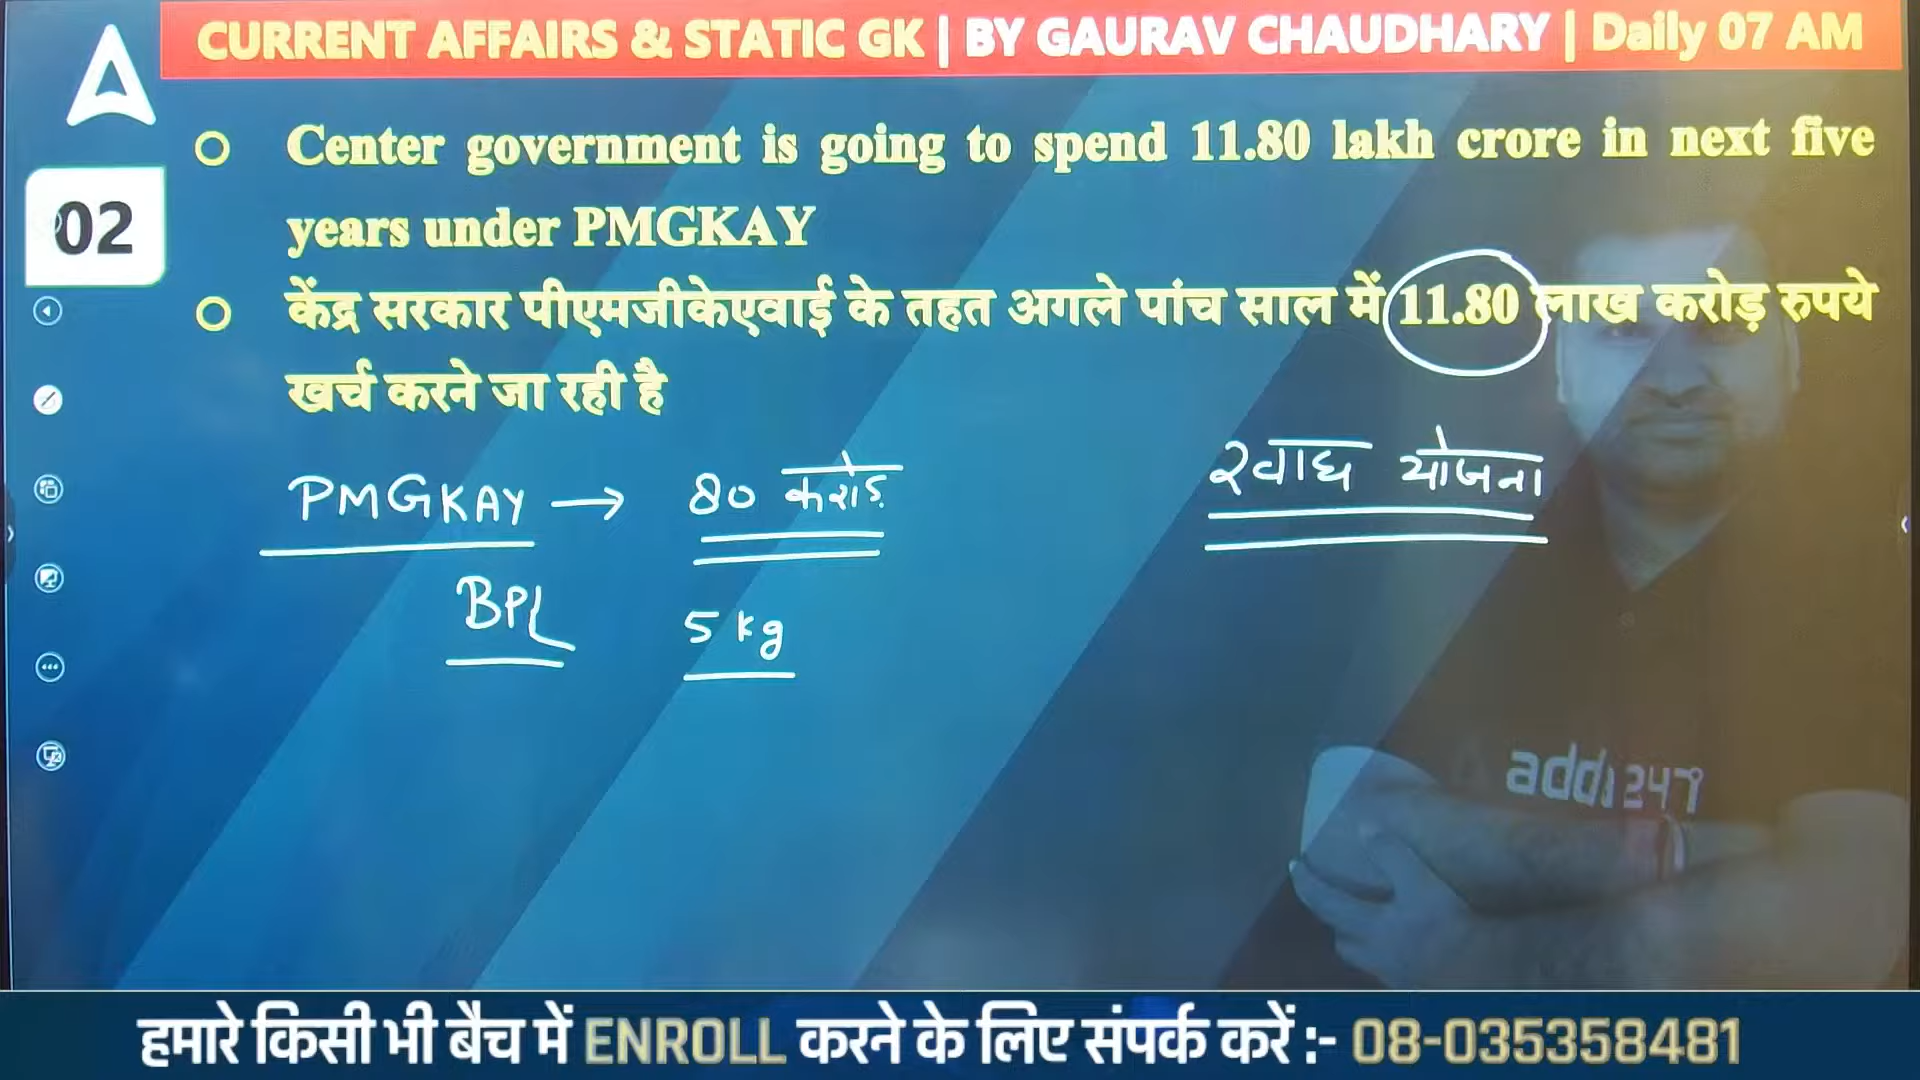 CURRENT AFFAIRS & STATIC GK | BY GAURAV CHAUDHARY | Daily 07 AM
02
Center government is going to spend 11.80 lakh crore in next five
years under PMGKAY
केंद्र सरकार पीएमजीकेएवाई के तहत अगले पांच साल में 11.80 लाख करोड़ रुपये
खर्च करने जा रही है
PMGKAY → 80 करोड़
खाद्य योजना
BPL
5 kg
adda247
हमारे किसी भी बैच में ENROLL करने के लिए संपर्क करें :- 08-035358481